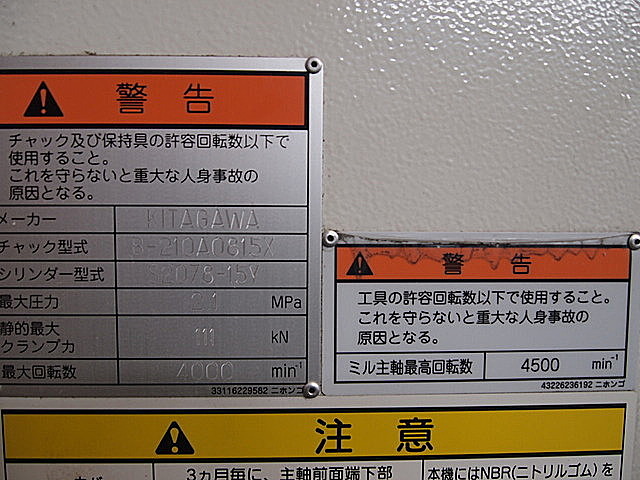 警告
チャック及び保持具の許容回転数以下で
使用すること。
これを守らないと重大な人身事故の
原因となる。
メーカー KITAGAWA
チャック型式 B-210A0615X
シリンダー型式
最大圧力 MPa
静的最大
クランプ力 111 kN
最大回転数 4000 min⁻¹
33116229582 ニホンゴ
警告
工具の許容回転数以下で使用すること。
これを守らないと重大な人身事故の
原因となる。
ミル主軸最高回転数 4500 min⁻¹
43226236192 ニホンゴ
注意
3ヵ月毎に、主軸前面端下部
本機にはNBR(ニトリルゴム)を